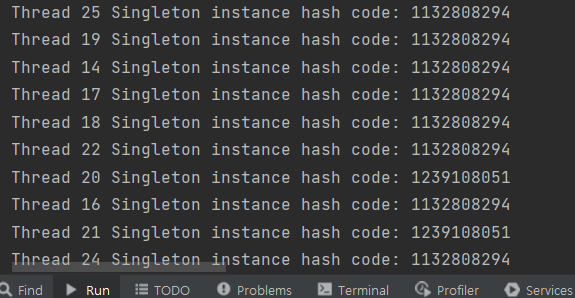 Thread 25 Singleton instance hash code: 1132808294
Thread 19 Singleton instance hash code: 1132808294
Thread 14 Singleton instance hash code: 1132808294
Thread 17 Singleton instance hash code: 1132808294
Thread 18 Singleton instance hash code: 1132808294
Thread 22 Singleton instance hash code: 1132808294
Thread 20 Singleton instance hash code: 1239108051
Thread 16 Singleton instance hash code: 1132808294
Thread 21 Singleton instance hash code: 1239108051
Thread 24 Singleton instance hash code: 1132808294
Find Run TODO Problems Terminal Profiler Services